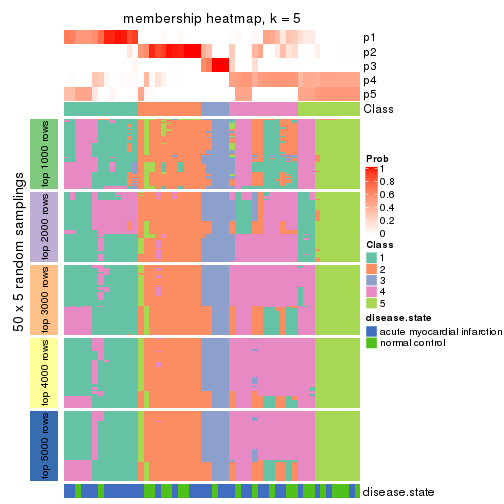 membership heatmap, k = 5
p1
p2
p3
p4
p5
Class
50 x 5 random samplings
top 1000 rows
top 2000 rows
top 3000 rows
top 4000 rows
top 5000 rows
Prob
1
0.8
0.6
0.4
0.2
0
Class
1
2
3
4
5
disease.state
acute myocardial infarction
normal control
disease.state